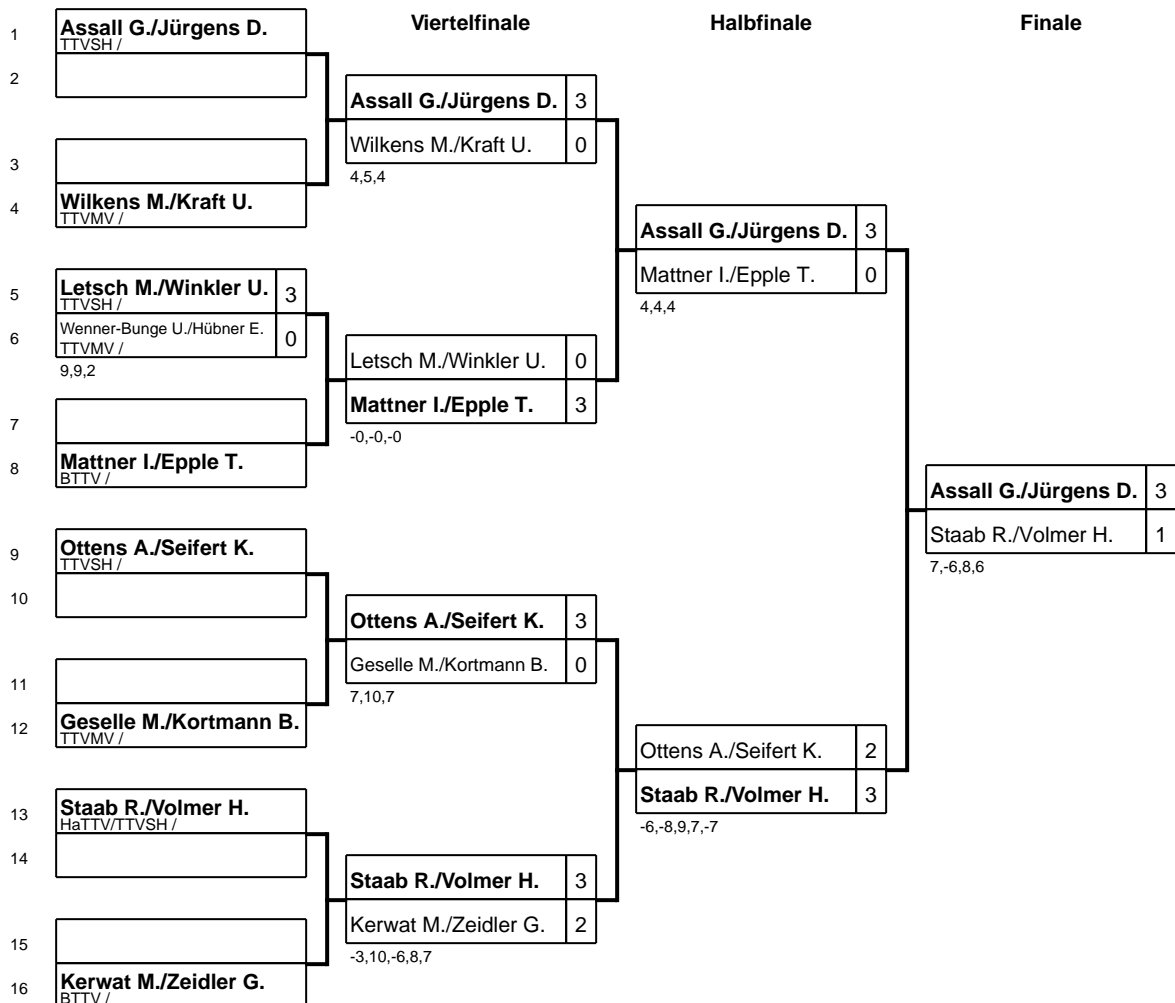 Viertelfinale
Halbfinale
Finale
1
Assall G./Jürgens D.
TTVSH /
2
3
4
Wilkens M./Kraft U.
TTVMV /
5
Letsch M./Winkler U. 3
TTVSH /
6
Wenner-Bunge U./Hübner E. 0
TTVMV /
9,9,2
7
8
Mattner I./Epple T.
BTTV /
9
Ottens A./Seifert K.
TTVSH /
10
11
12
Geselle M./Kortmann B.
TTVMV /
13
Staab R./Volmer H.
HaTTV/TTVSH /
14
15
16
Kerwat M./Zeidler G.
BTTV /
Assall G./Jürgens D. 3
Wilkens M./Kraft U. 0
4,5,4
Letsch M./Winkler U. 0
Mattner I./Epple T. 3
-0,-0,-0
Ottens A./Seifert K. 3
Geselle M./Kortmann B. 0
7,10,7
Staab R./Volmer H. 3
Kerwat M./Zeidler G. 2
-3,10,-6,8,7
Assall G./Jürgens D. 3
Mattner I./Epple T. 0
4,4,4
Ottens A./Seifert K. 2
Staab R./Volmer H. 3
-6,-8,9,7,-7
Assall G./Jürgens D. 3
Staab R./Volmer H. 1
7,-6,8,6